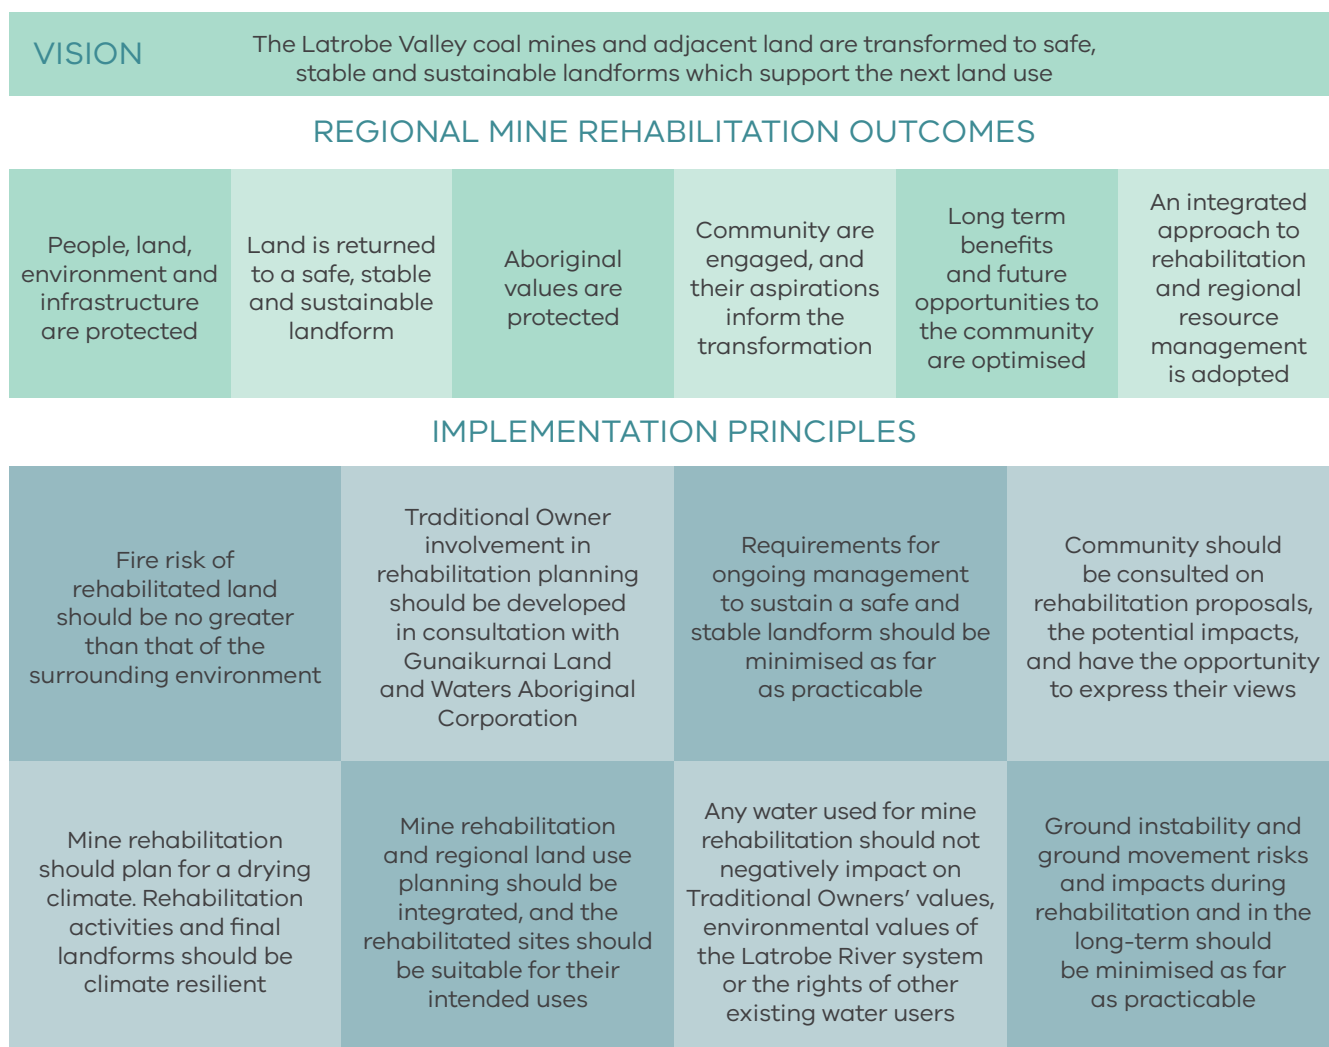 VISION
The Latrobe Valley coal mines and adjacent land are transformed to safe,
stable and sustainable landforms which support the next land use
REGIONAL MINE REHABILITATION OUTCOMES
People, land,
environment and
infrastructure
are protected
Land is returned
to a safe, stable
and sustainable
landform
Aboriginal
values are
protected
Community are
engaged, and
their aspirations
inform the
transformation
Long term
benefits
and future
opportunities to
the community
are optimised
An integrated
approach to
rehabilitation
and regional
resource
management
is adopted
IMPLEMENTATION PRINCIPLES
Fire risk of
rehabilitated land
should be no greater
than that of the
surrounding environment
Traditional Owner
involvement in
rehabilitation planning
should be developed
in consultation with
Gunaikurnai Land
and Waters Aboriginal
Corporation
Requirements for
ongoing management
to sustain a safe and
stable landform should be
minimised as far
as practicable
Community should
be consulted on
rehabilitation proposals,
the potential impacts,
and have the opportunity
to express their views
Mine rehabilitation
should plan for a drying
climate. Rehabilitation
activities and final
landforms should be
climate resilient
Mine rehabilitation
and regional land use
planning should be
integrated, and the
rehabilitated sites should
be suitable for their
intended uses
Any water used for mine
rehabilitation should not
negatively impact on
Traditional Owners’ values,
environmental values of
the Latrobe River system
or the rights of other
existing water users
Ground instability and
ground movement risks
and impacts during
rehabilitation and in the
long-term should
be minimised as far
as practicable